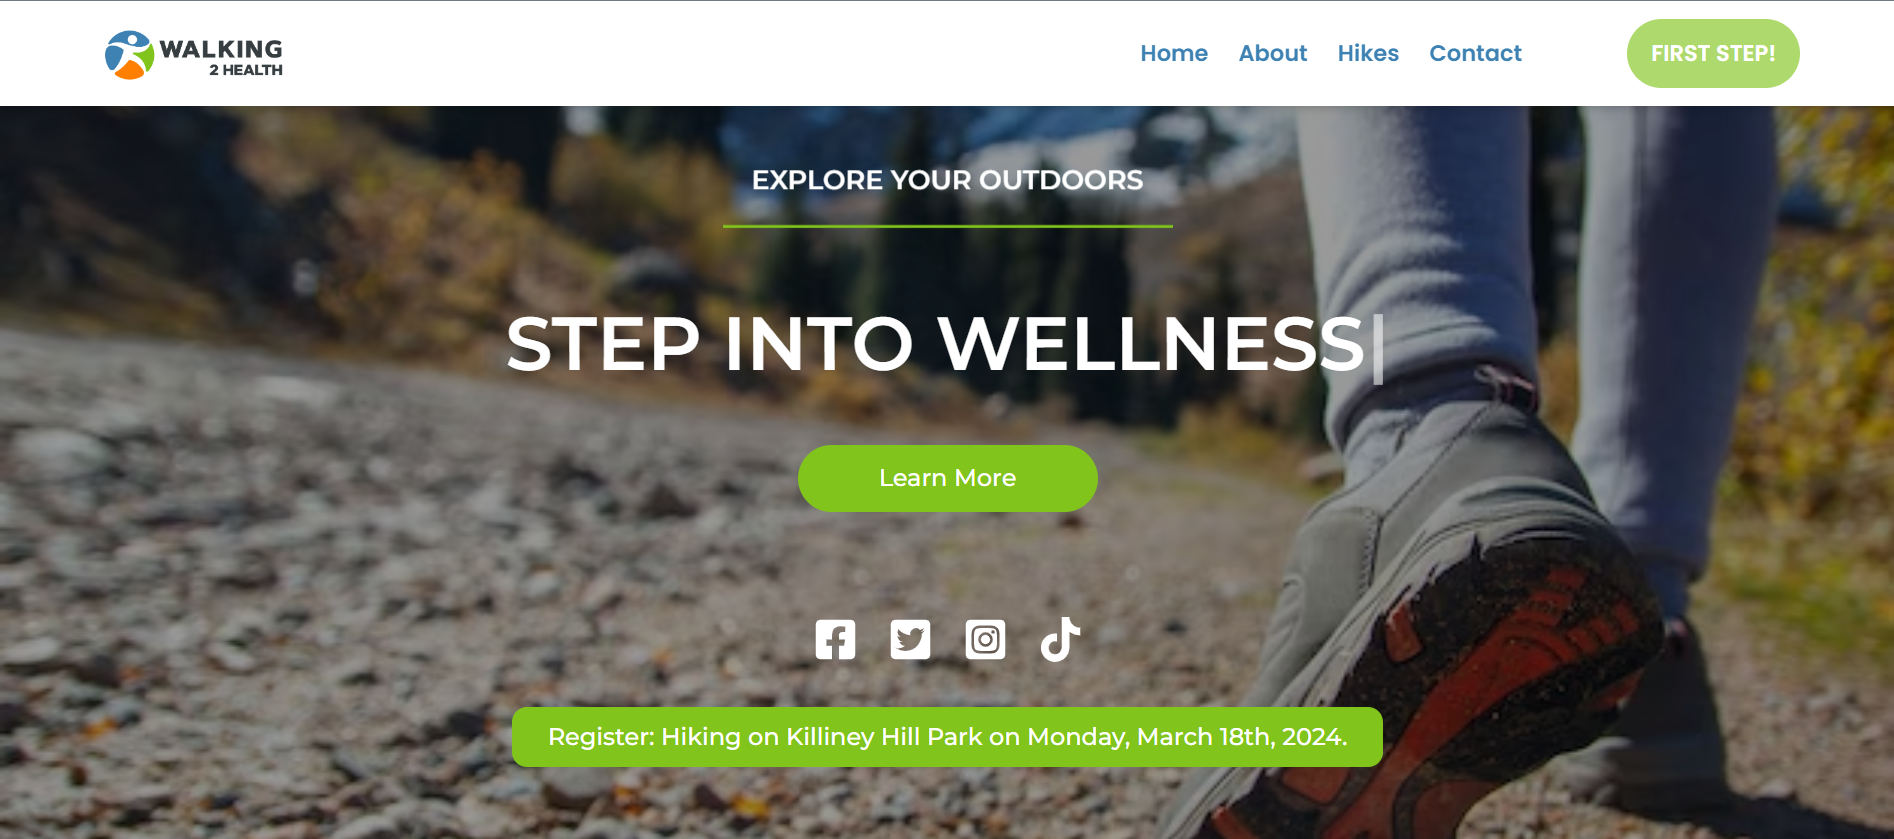 WALKING
2 HEALTH
Home About Hikes Contact
FIRST STEP!
EXPLORE YOUR OUTDOORS
STEP INTO WELLNESS|
Learn More
Register: Hiking on Killiney Hill Park on Monday, March 18th, 2024.